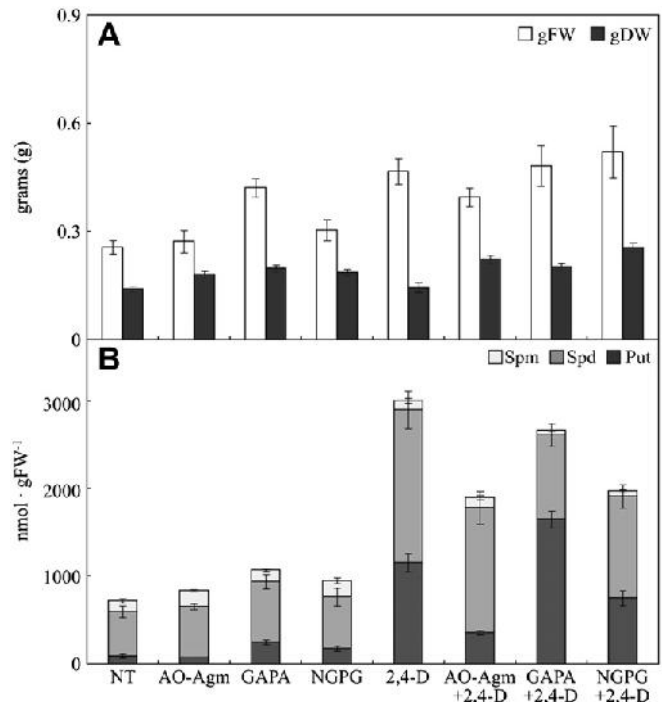 0.9
A
gFW gDW
0.6
grams (g)
0.3
0
B
Spm Spd Put
3000
2000
nmol · gFW⁻¹
1000
0
NT AO-Agm GAPA NGPG 2,4-D AO-Agm GAPA NGPG
+2,4-D +2,4-D +2,4-D